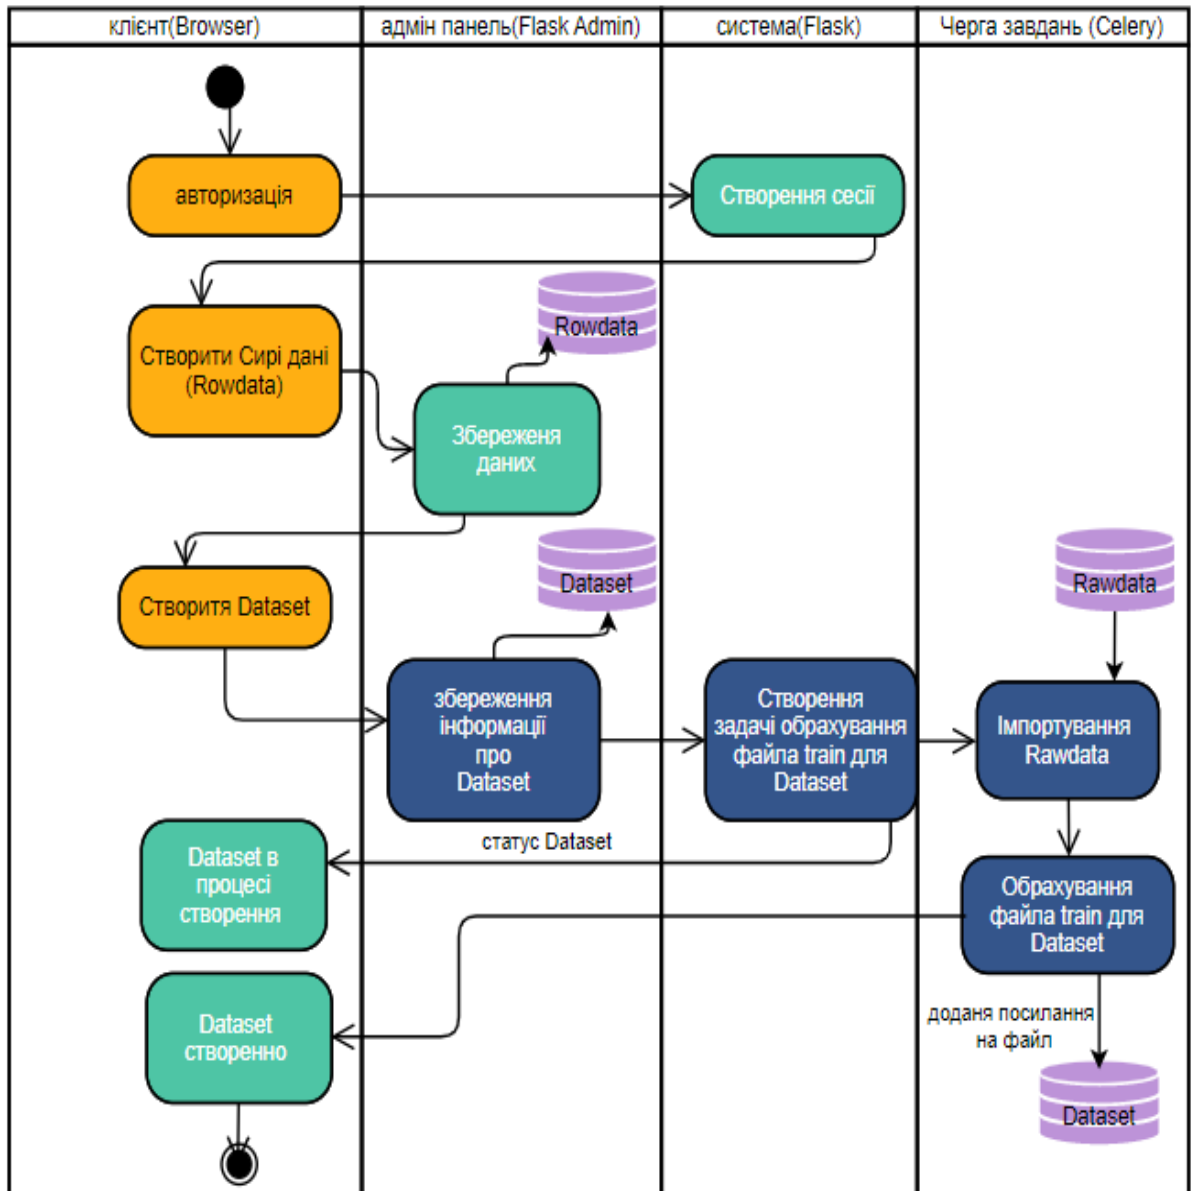 клієнт(Browser)
адмін панель(Flask Admin)
система(Flask)
Черга завдань (Celery)
авторизація
Створення сесії
Rowdata
Створити Сирі дані
(Rowdata)
Збереженя
даних
Dataset
Rawdata
Створитя Dataset
збереження
інформації
про
Dataset
Створення
задачі обрахування
файла train для
Dataset
Імпортування
Rawdata
статус Dataset
Dataset в
процесі
створення
Обрахування
файла train для
Dataset
Dataset
створенно
доданя посилання
на файл
Dataset